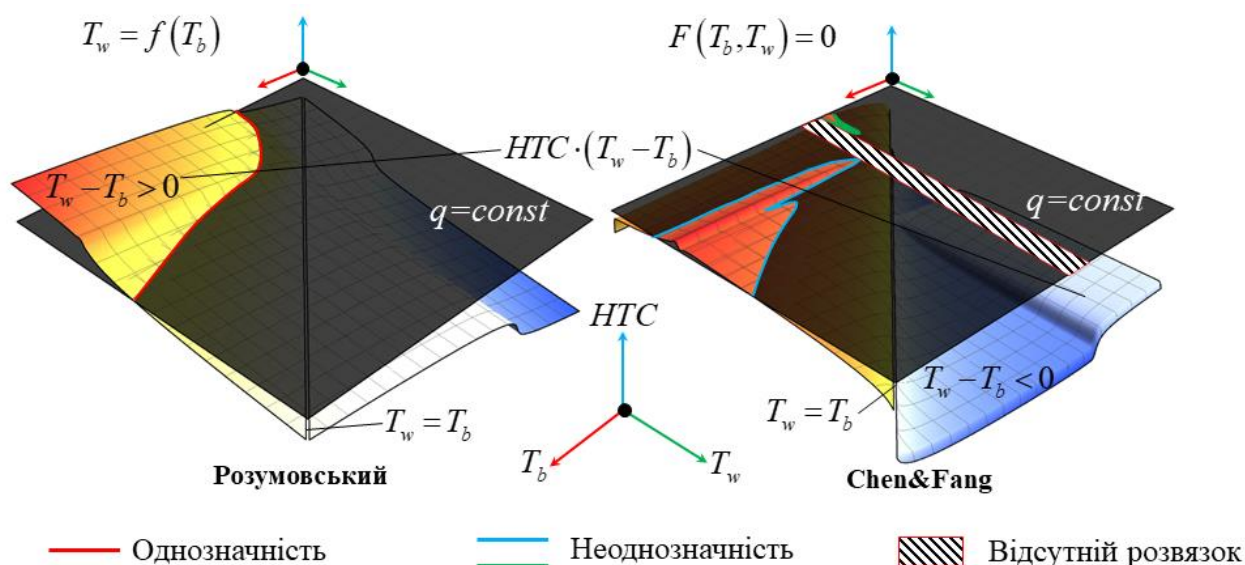 T_w = f(T_b)
F(T_b, T_w) = 0
HTC·(T_w − T_b)
T_w − T_b > 0
q=const
q=const
HTC
T_w − T_b < 0
T_w = T_b
T_w = T_b
T_b
T_w
Розумовський
Chen&Fang
Однозначність
Неоднозначність
Відсутній розвязок